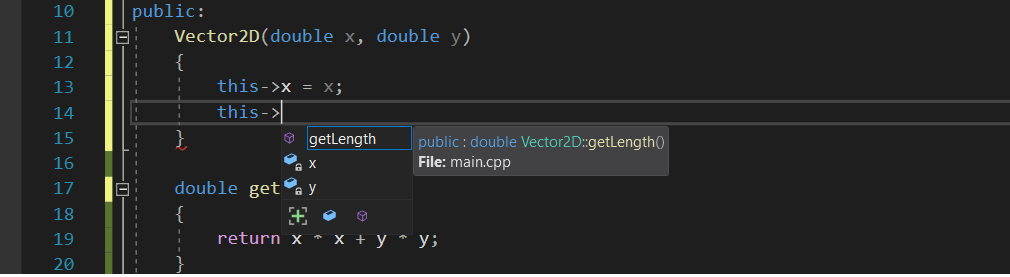 10 public:
11 Vector2D(double x, double y)
12 {
13 this->x = x;
14 this->
15 }
getLength
public : double Vector2D::getLength()
File: main.cpp
16
x
17 double get
y
18 {
19 return x * x + y * y;
20 }